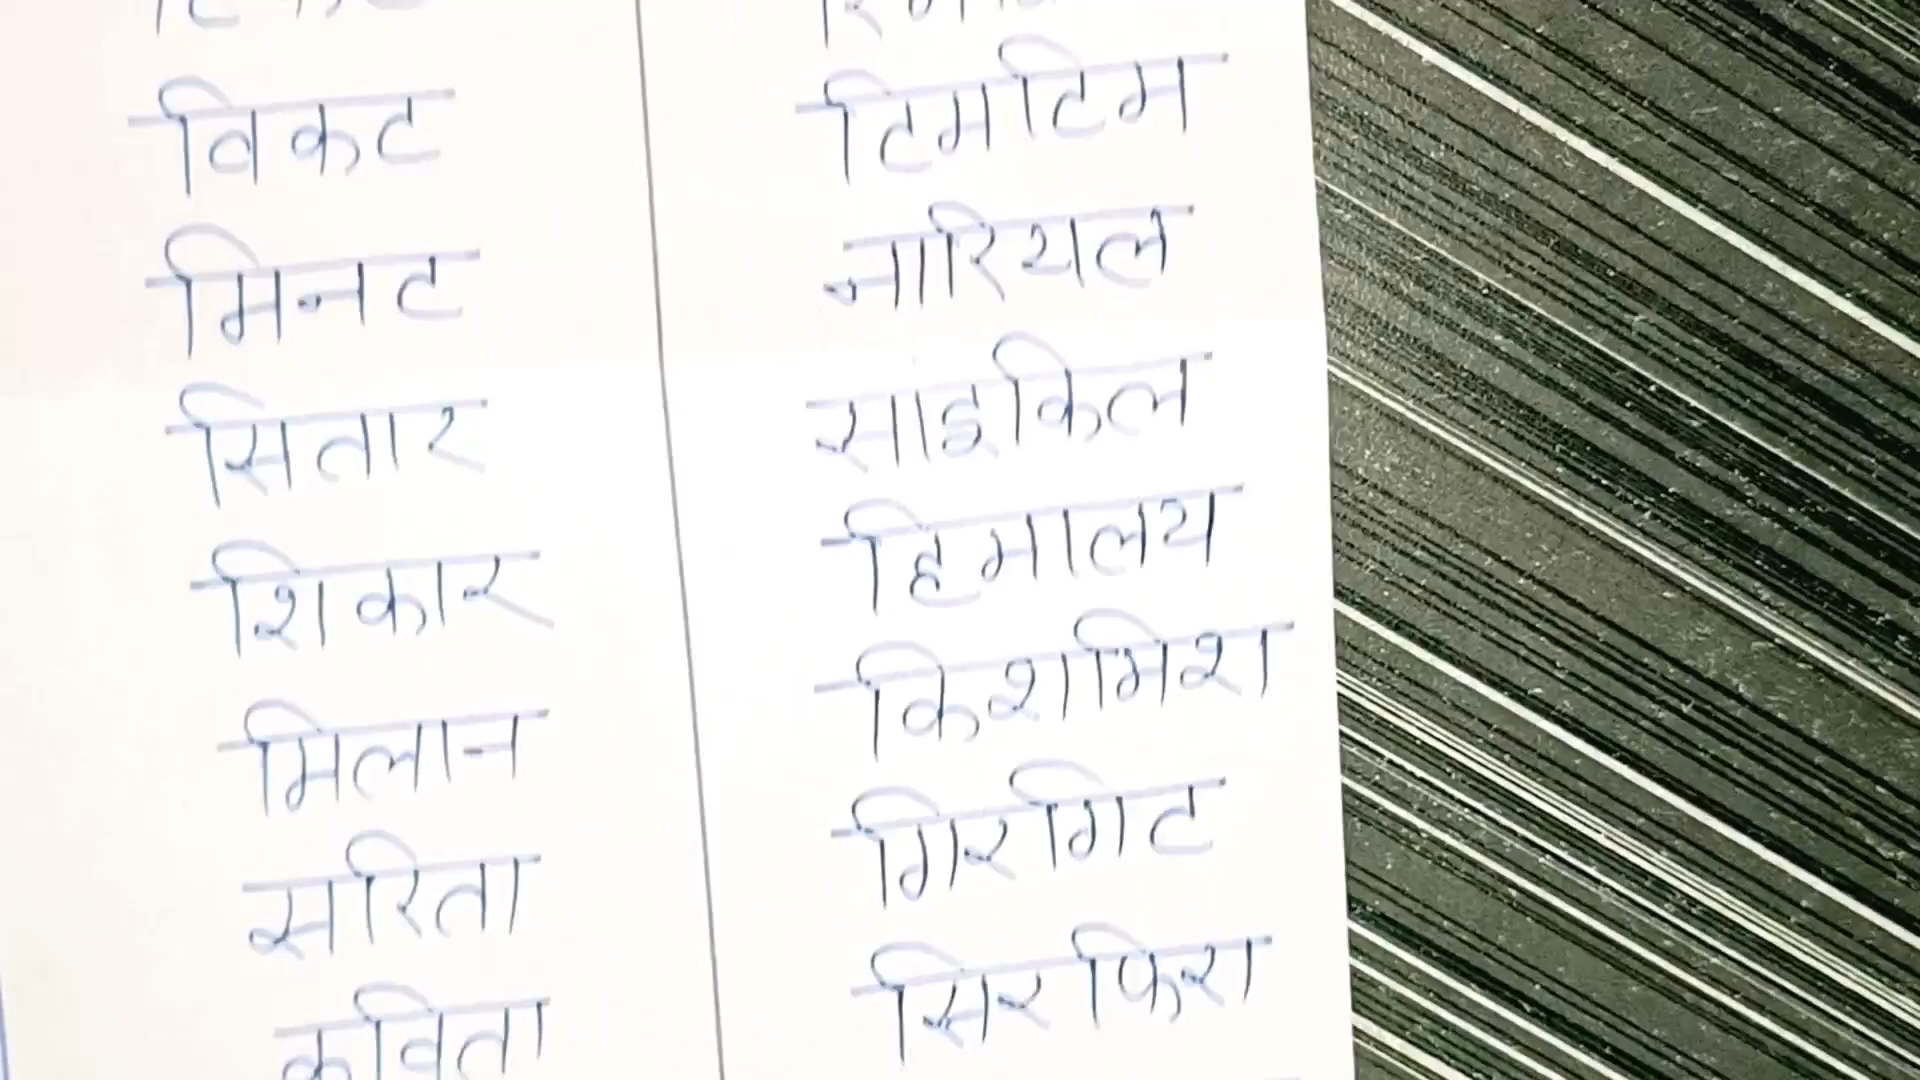 विकट
मिनट
सितार
शिकार
मिलान
सरिता
कविता
टिमटिम
नारियल
साइकिल
हिमालय
किशमिश
गिरगिट
सिरफिरा